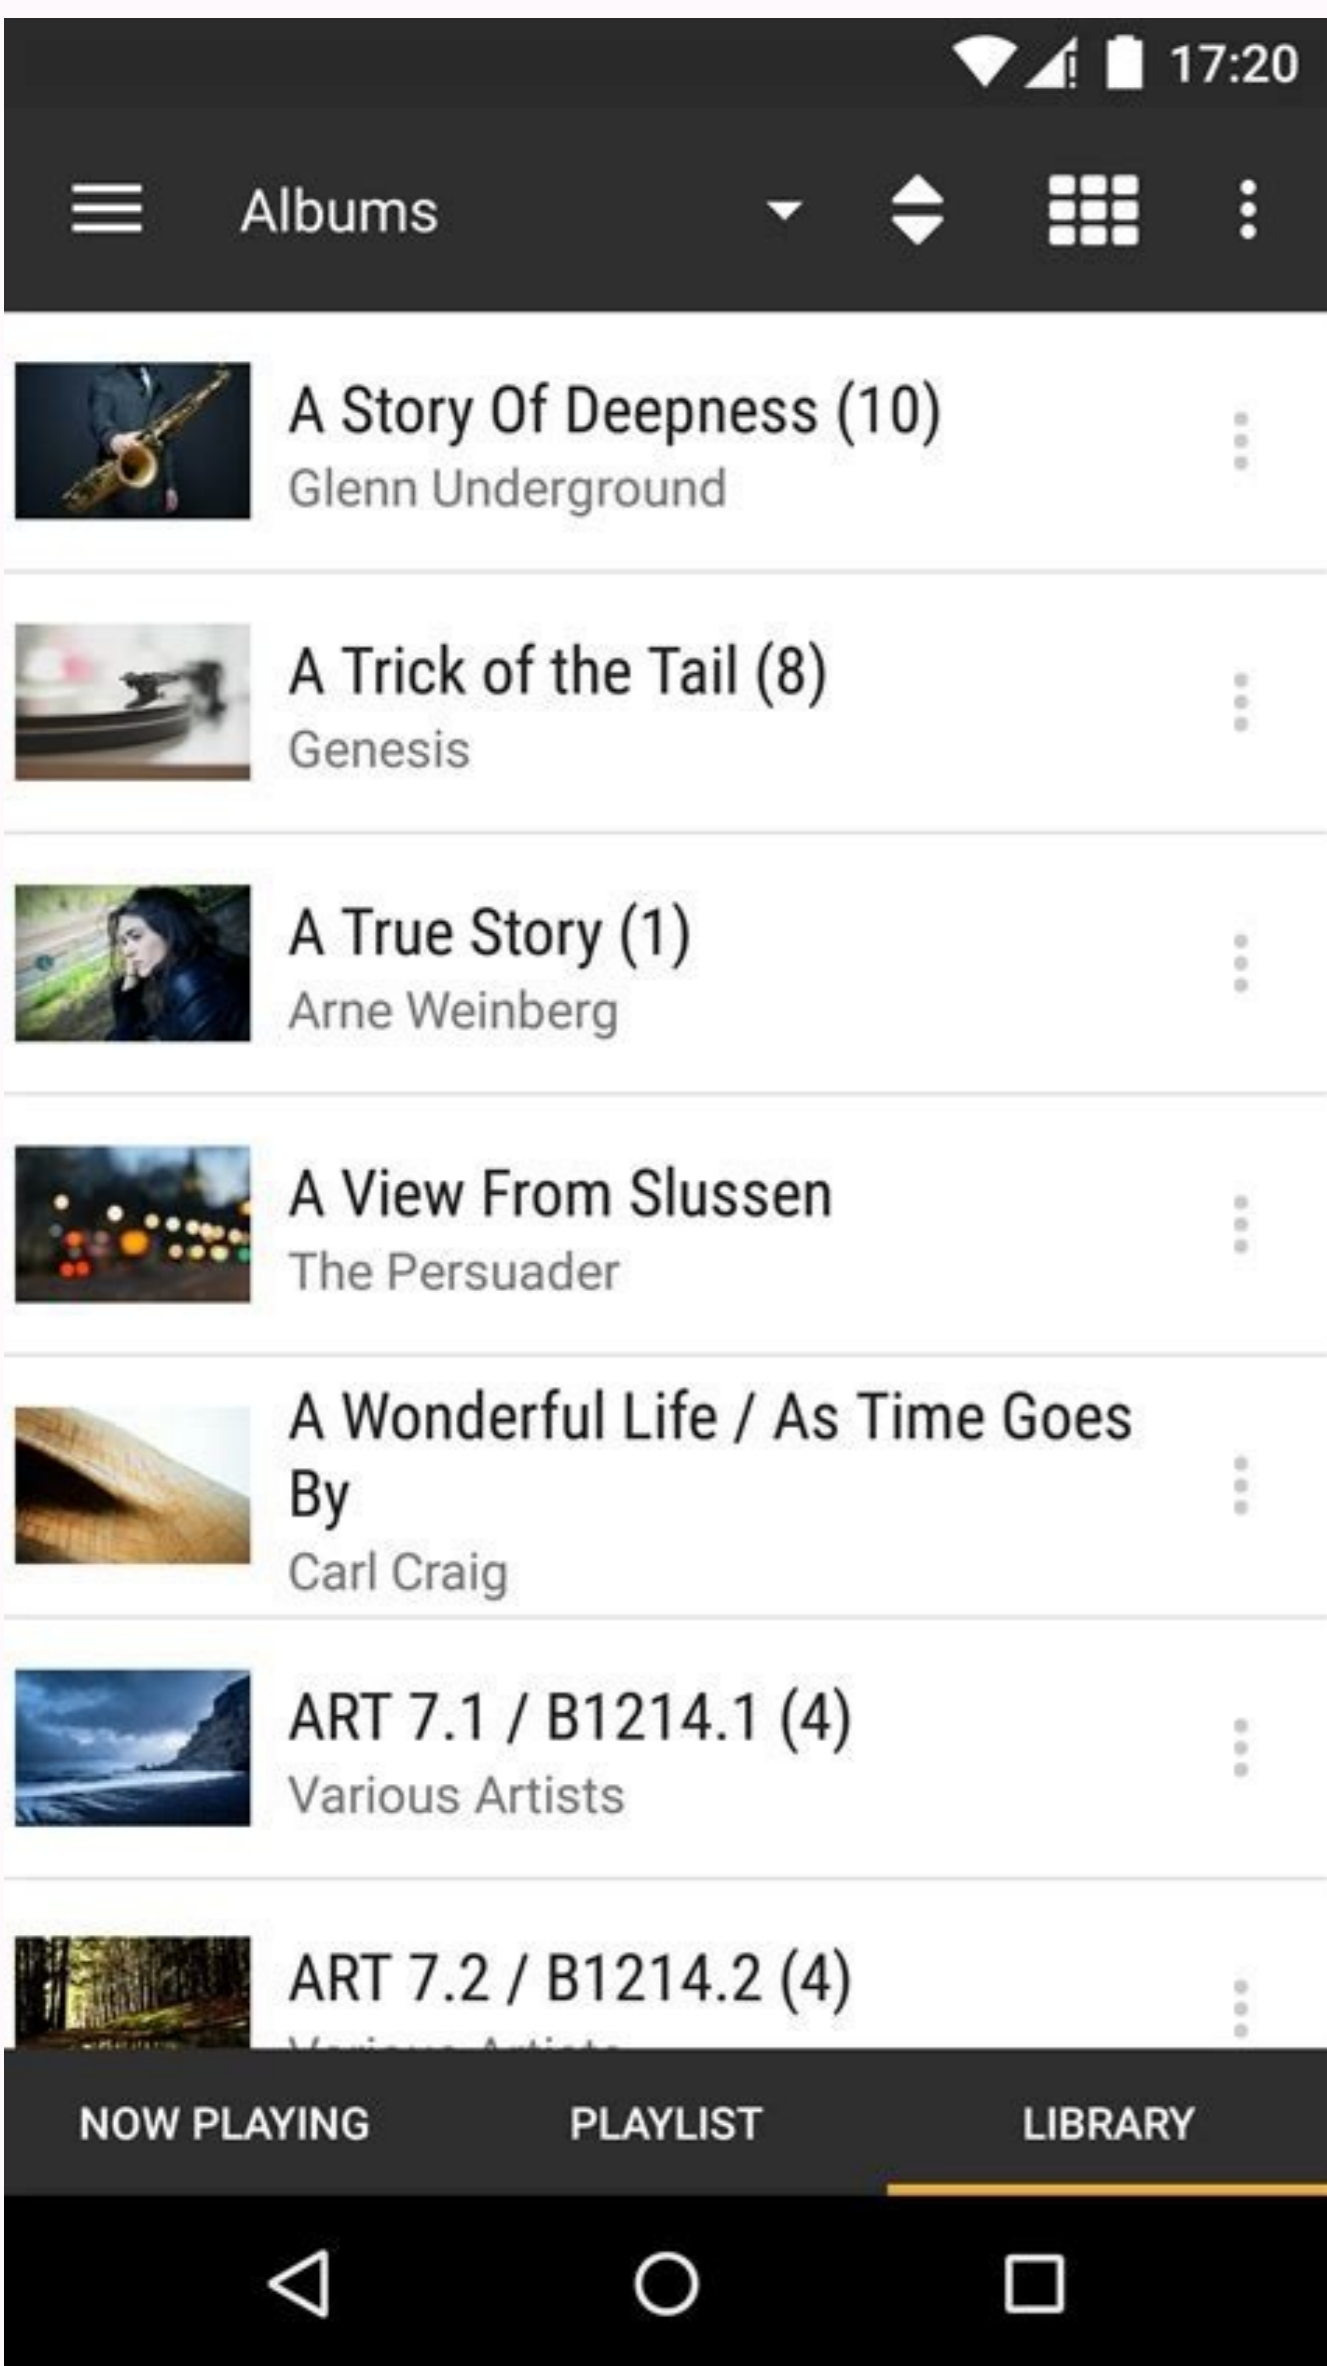 17:20
Albums
A Story Of Deepness (10)
Glenn Underground
A Trick of the Tail (8)
Genesis
A True Story (1)
Arne Weinberg
A View From Slussen
The Persuader
A Wonderful Life / As Time Goes
By
Carl Craig
ART 7.1 / B1214.1 (4)
Various Artists
ART 7.2 / B1214.2 (4)
Various Artists
NOW PLAYING
PLAYLIST
LIBRARY